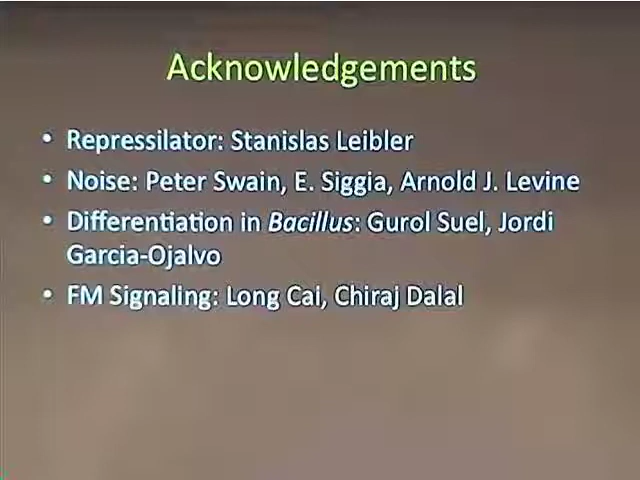 Acknowledgements
• Repressilator: Stanislas Leibler
• Noise: Peter Swain, E. Siggia, Arnold J. Levine
• Differentiation in Bacillus: Gurol Suel, Jordi
Garcia-Ojalvo
• FM Signaling: Long Cai, Chiraj Dalal